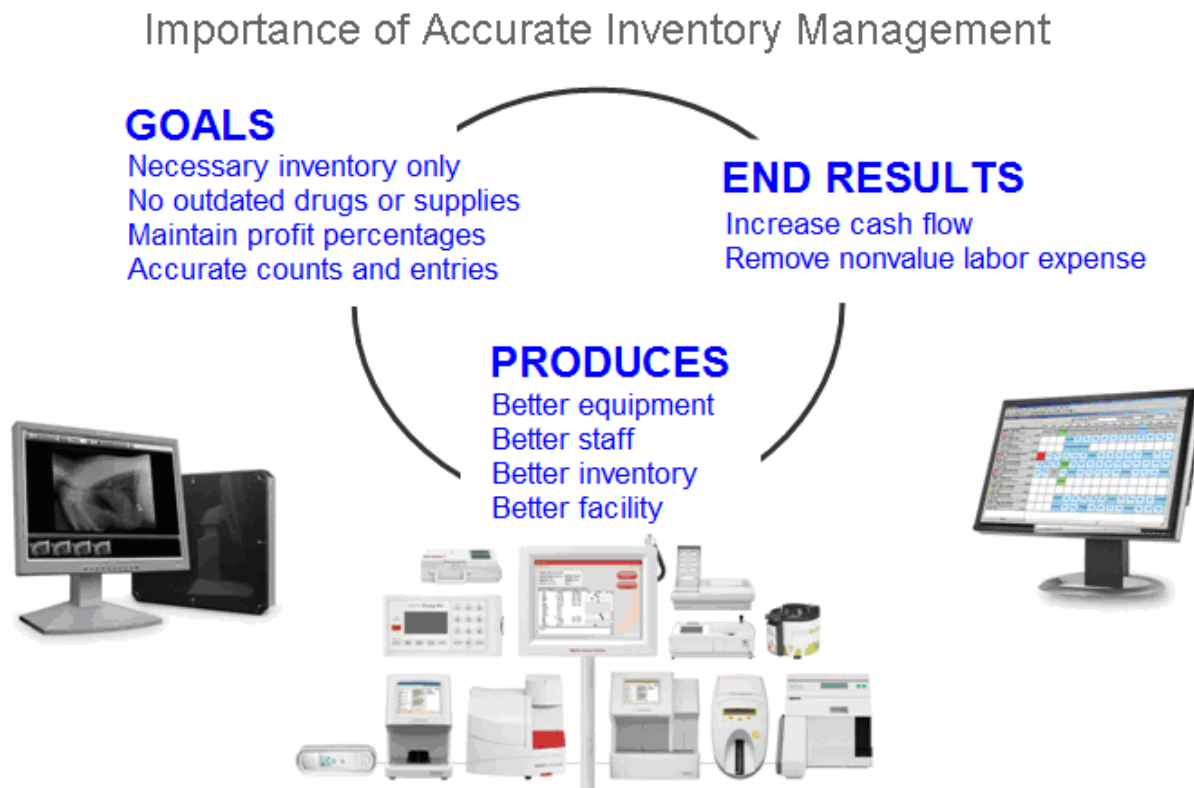 Importance of Accurate Inventory Management
GOALS
Necessary inventory only
No outdated drugs or supplies
Maintain profit percentages
Accurate counts and entries
END RESULTS
Increase cash flow
Remove nonvalue labor expense
PRODUCES
Better equipment
Better staff
Better inventory
Better facility